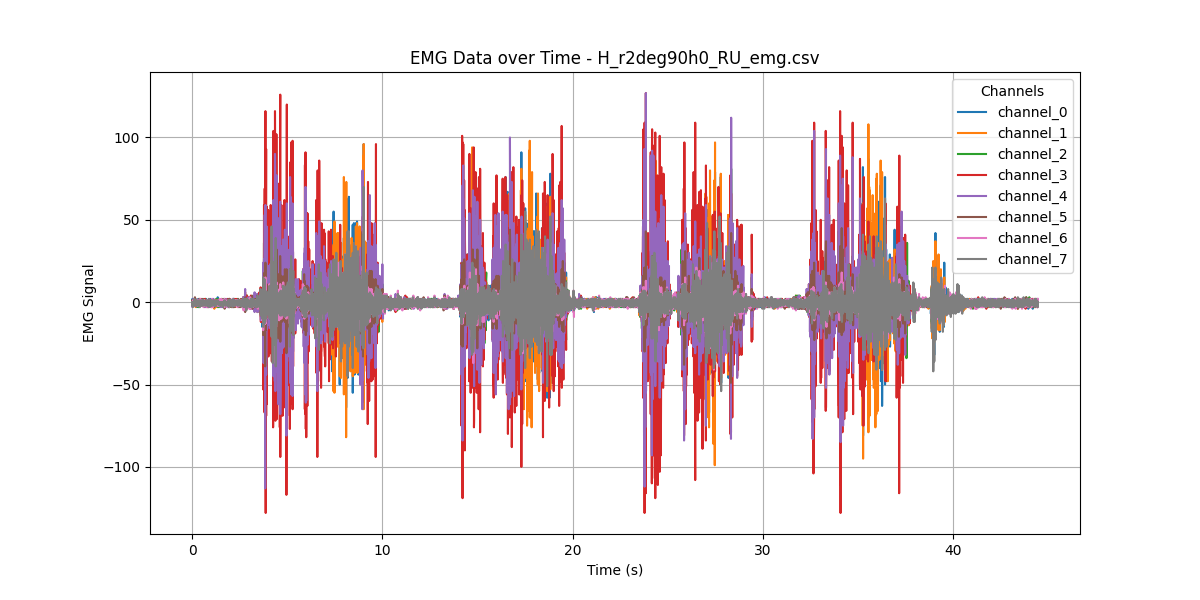 EMG Data over Time - H_r2deg90h0_RU_emg.csv
Channels
channel_0
channel_1
channel_2
channel_3
channel_4
channel_5
channel_6
channel_7
EMG Signal
100
50
0
−50
−100
0 10 20 30 40
Time (s)